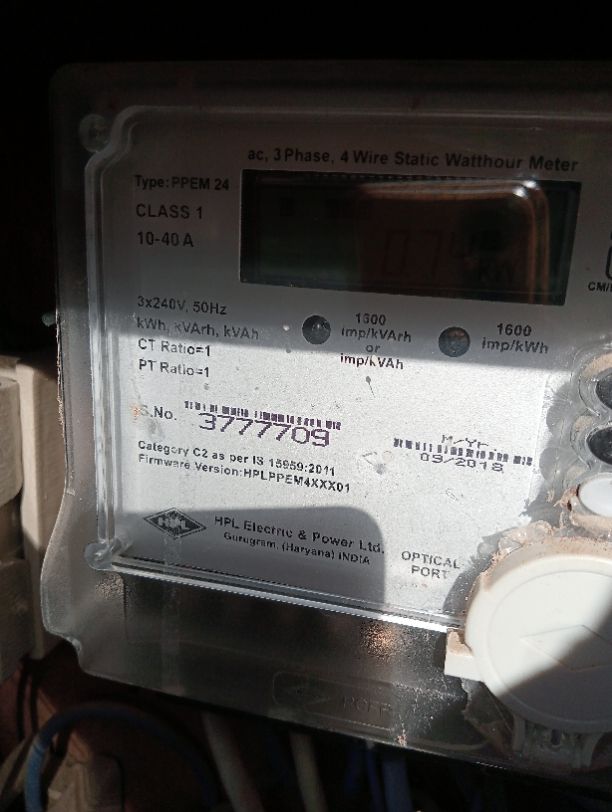 ac, 3 Phase, 4 Wire Static Watthour Meter
Type: PPEM 24
CLASS 1
10-40 A
3x240V, 50Hz
kWh, kVArh, kVAh
CT Ratio=1
PT Ratio=1
1600
imp/kVArh
or
imp/kVAh
1600
imp/kWh
S.No.
3777709
M/Yr.
09/2018
Category C2 as per IS 15959:2011
Firmware Version: HPLPPEM4XXX01
HPL
HPL Electric & Power Ltd.
Gurugram, (Haryana) INDIA
OPTICAL
PORT